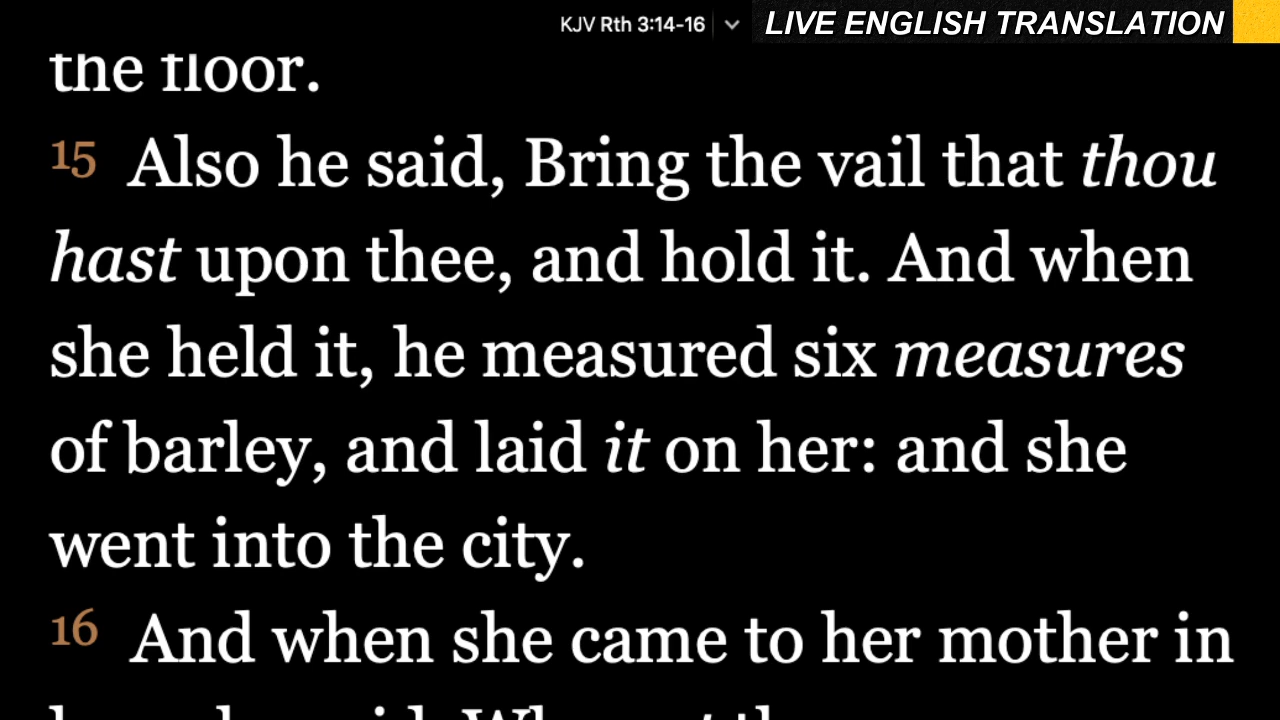 KJV Rth 3:14-16
LIVE ENGLISH TRANSLATION
the floor.
15 Also he said, Bring the vail that thou
hast upon thee, and hold it. And when
she held it, he measured six measures
of barley, and laid it on her: and she
went into the city.
16 And when she came to her mother in